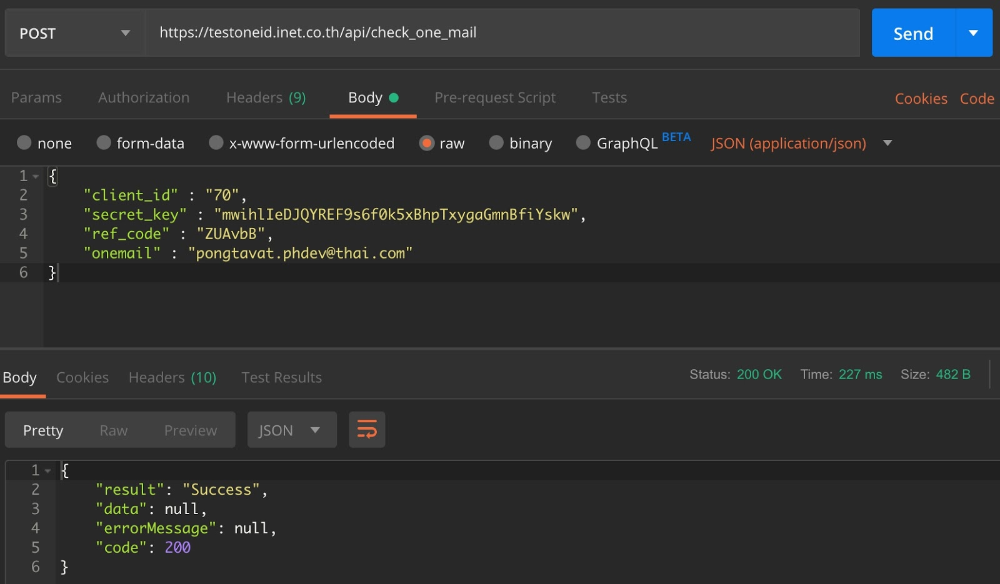 POST https://testoneid.inet.co.th/api/check_one_mail Send
Params Authorization Headers (9) Body Pre-request Script Tests Cookies Code
none form-data x-www-form-urlencoded raw binary GraphQL BETA JSON (application/json)
1 {
2 "client_id" : "70",
3 "secret_key" : "mwihlIeDJQYREF9s6f0k5xBhpTxygaGmnBfiYskw",
4 "ref_code" : "ZUAvbB",
5 "onemail" : "pongtavat.phdev@thai.com"
6 }
Body Cookies Headers (10) Test Results Status: 200 OK Time: 227 ms Size: 482 B
Pretty Raw Preview JSON
1 {
2 "result": "Success",
3 "data": null,
4 "errorMessage": null,
5 "code": 200
6 }